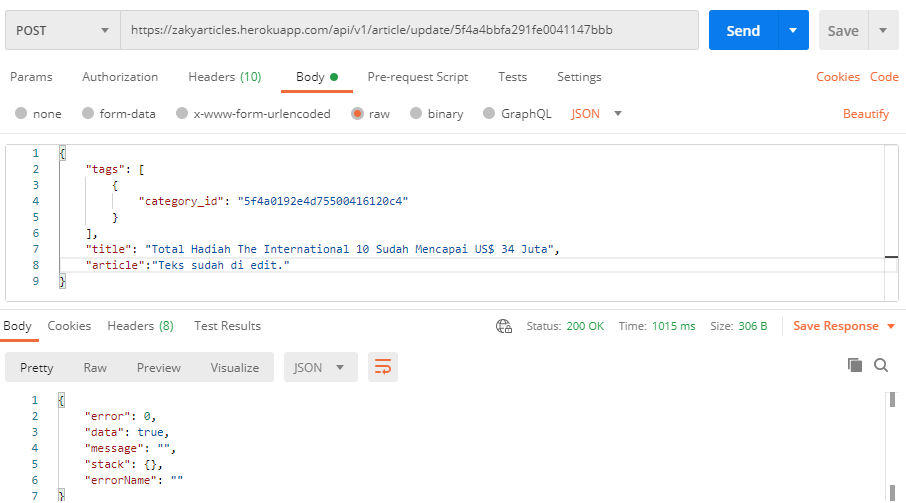 POST https://zakyarticles.herokuapp.com/api/v1/article/update/5f4a4bbfa291fe0041147bbb Send Save
Params Authorization Headers (10) Body Pre-request Script Tests Settings Cookies Code
none form-data x-www-form-urlencoded raw binary GraphQL JSON Beautify
1 {
2 "tags": [
3 {
4 "category_id": "5f4a0192e4d75500416120c4"
5 }
6 ],
7 "title": "Total Hadiah The International 10 Sudah Mencapai US$ 34 Juta",
8 "article":"Teks sudah di edit."
9 }
Body Cookies Headers (8) Test Results Status: 200 OK Time: 1015 ms Size: 306 B Save Response
Pretty Raw Preview Visualize JSON
1 {
2 "error": 0,
3 "data": true,
4 "message": "",
5 "stack": {},
6 "errorName": ""
7 }